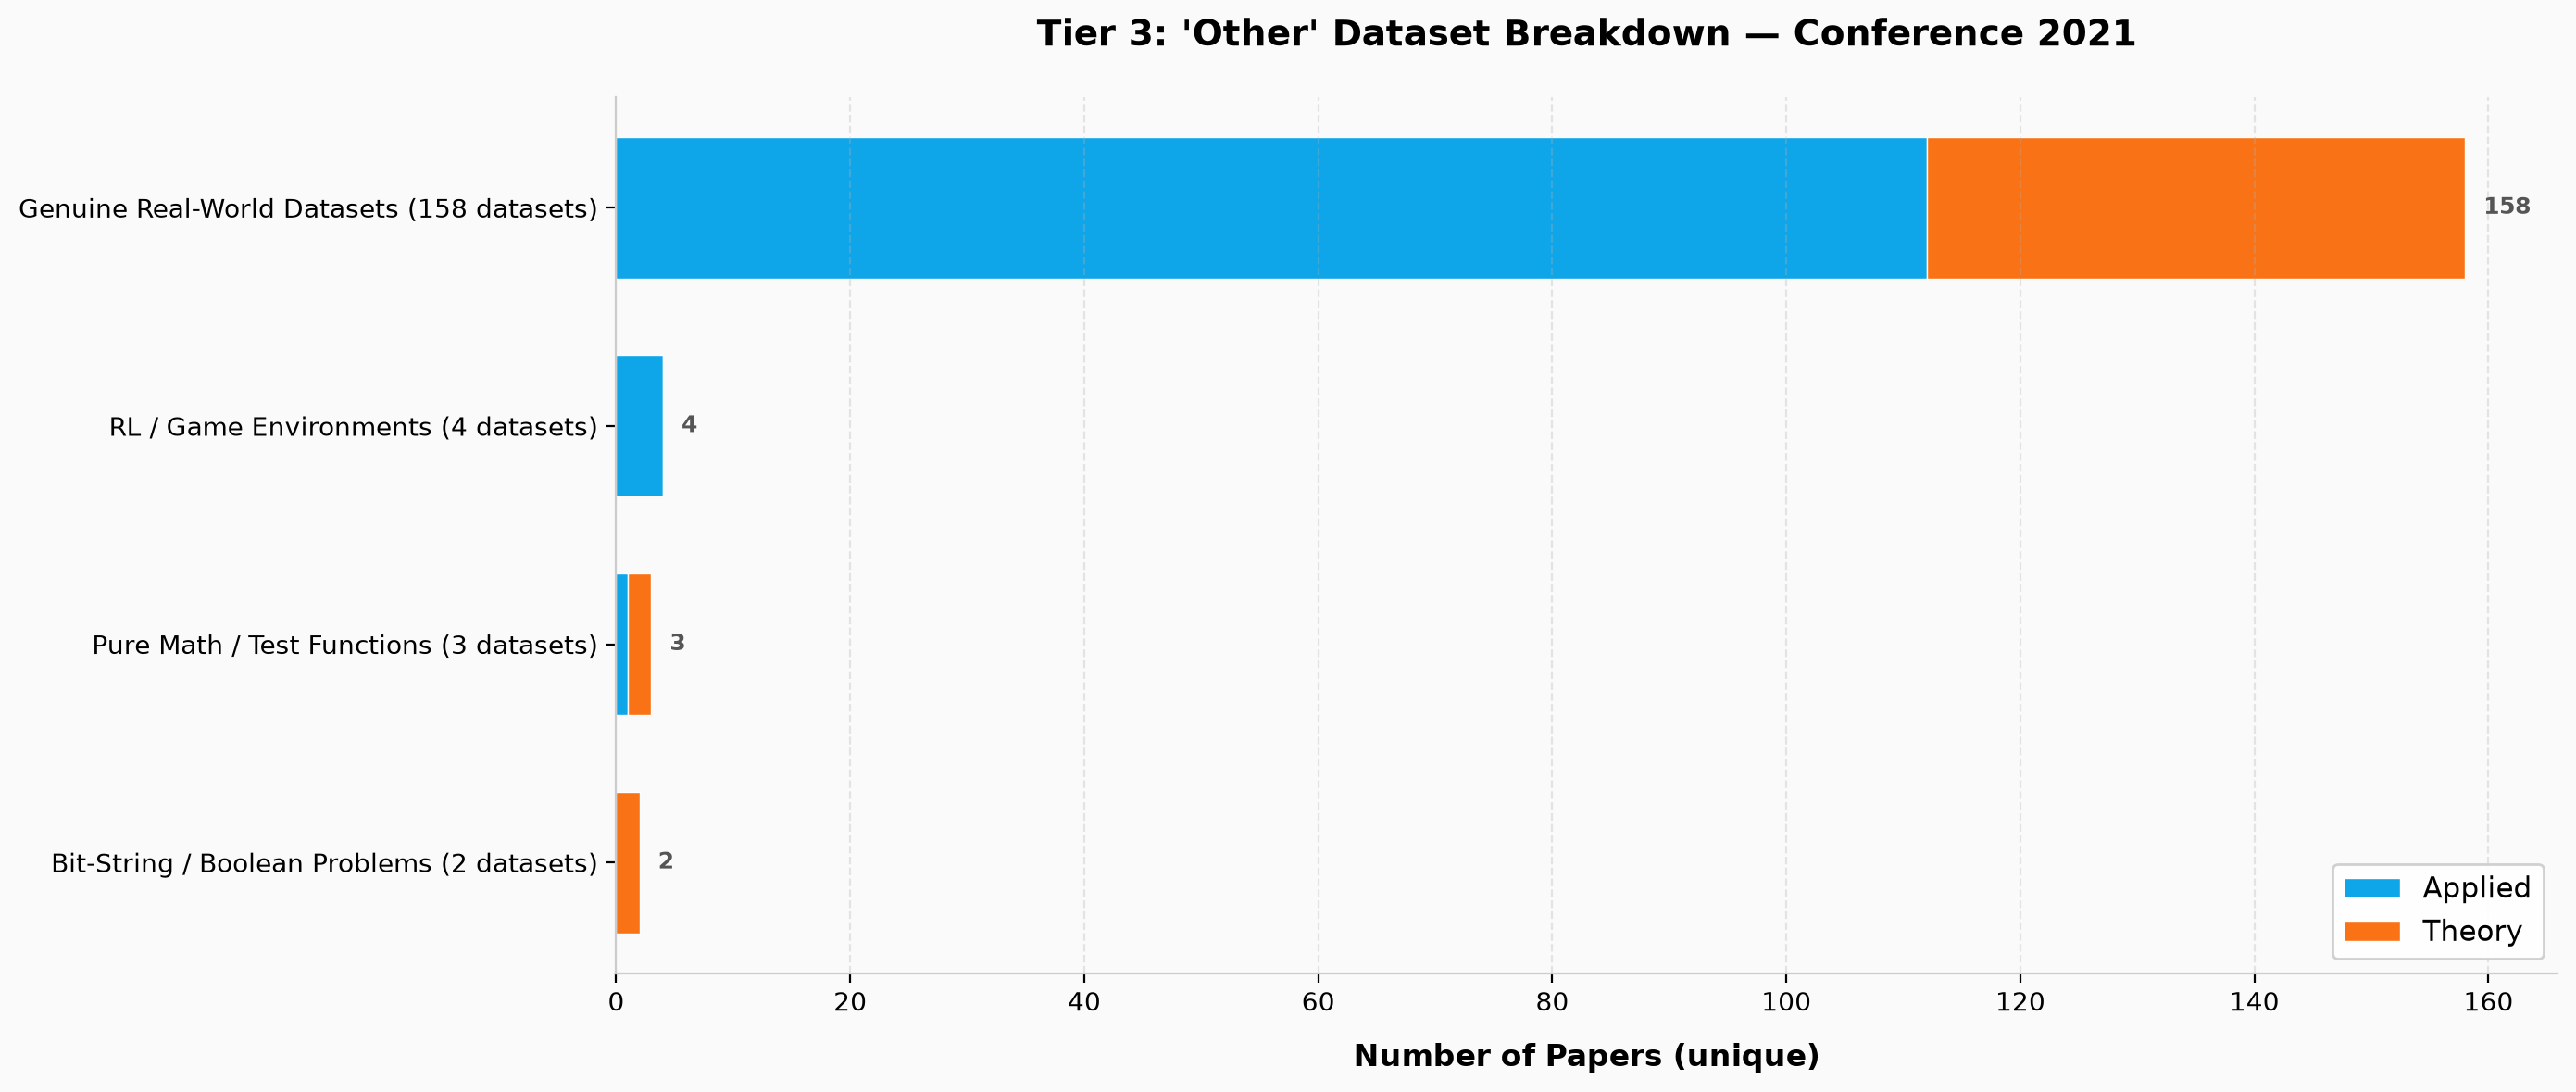 Tier 3: 'Other' Dataset Breakdown — Conference 2021
Genuine Real-World Datasets (158 datasets)
158
RL / Game Environments (4 datasets)
4
Pure Math / Test Functions (3 datasets)
3
Bit-String / Boolean Problems (2 datasets)
2
Applied
Theory
0 20 40 60 80 100 120 140 160
Number of Papers (unique)